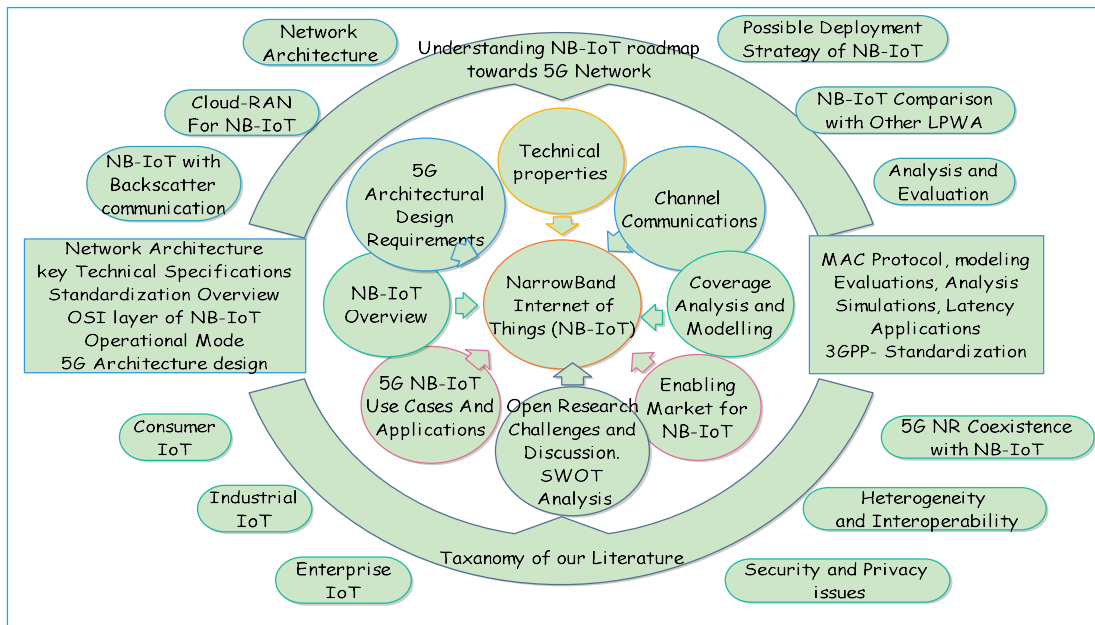 Network
Architecture
Understanding NB-IoT roadmap
towards 5G Network
Possible Deployment
Strategy of NB-IoT
Cloud-RAN
For NB-IoT
NB-IoT Comparison
with Other LPWA
NB-IoT with
Backscatter
communication
Analysis and
Evaluation
Technical
properties
5G
Architectural
Design
Requirements
Channel
Communications
Network Architecture
key Technical Specifications
Standardization Overview
OSI layer of NB-IoT
Operational Mode
5G Architecture design
NB-IoT
Overview
NarrowBand
Internet of
Things (NB-IoT)
Coverage
Analysis and
Modelling
MAC Protocol, modeling
Evaluations, Analysis
Simulations, Latency
Applications
3GPP- Standardization
5G NB-IoT
Use Cases And
Applications
Open Research
Challenges and
Discussion.
SWOT
Analysis
Enabling
Market for
NB-IoT
Consumer
IoT
5G NR Coexistence
with NB-IoT
Industrial
IoT
Heterogeneity
and Interoperability
Taxanomy of our Literature
Enterprise
IoT
Security and Privacy
issues